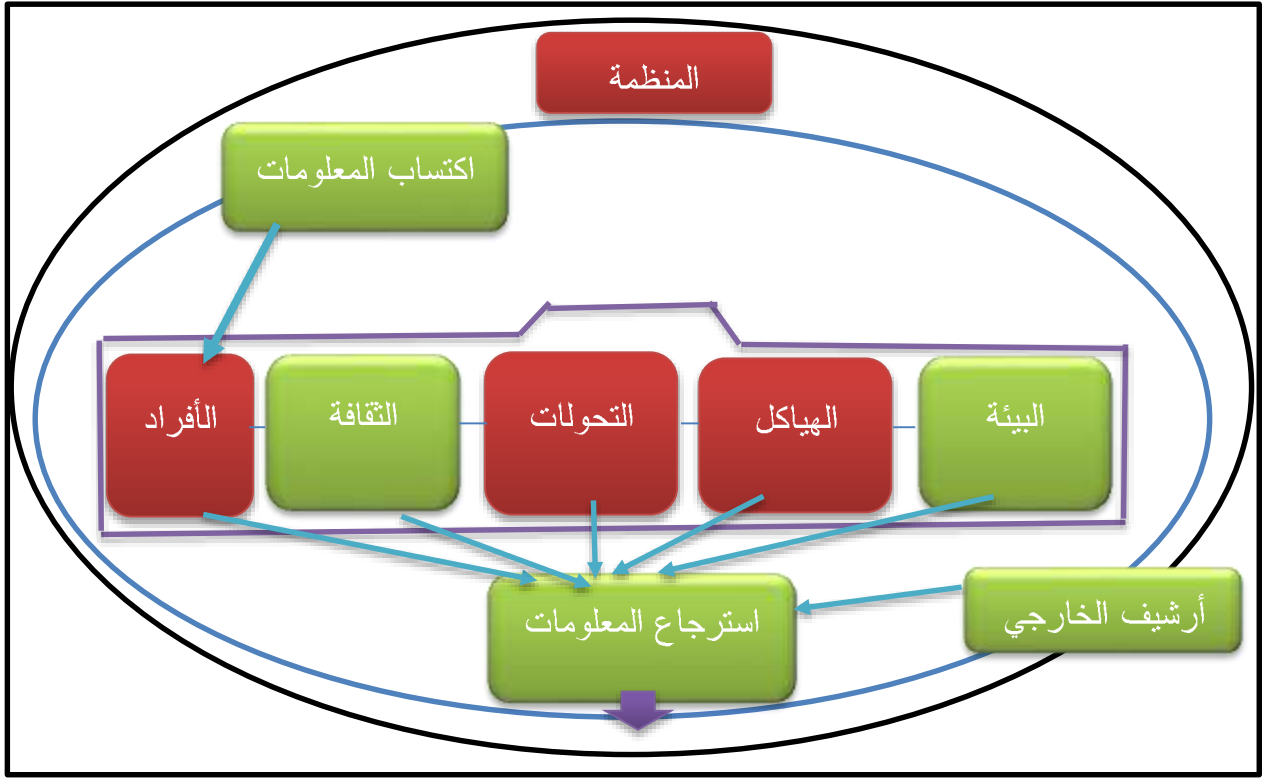 المنظمة
اكتساب المعلومات
البيئة
الهياكل
التحولات
الثقافة
الأفراد
أرشيف الخارجي
استرجاع المعلومات